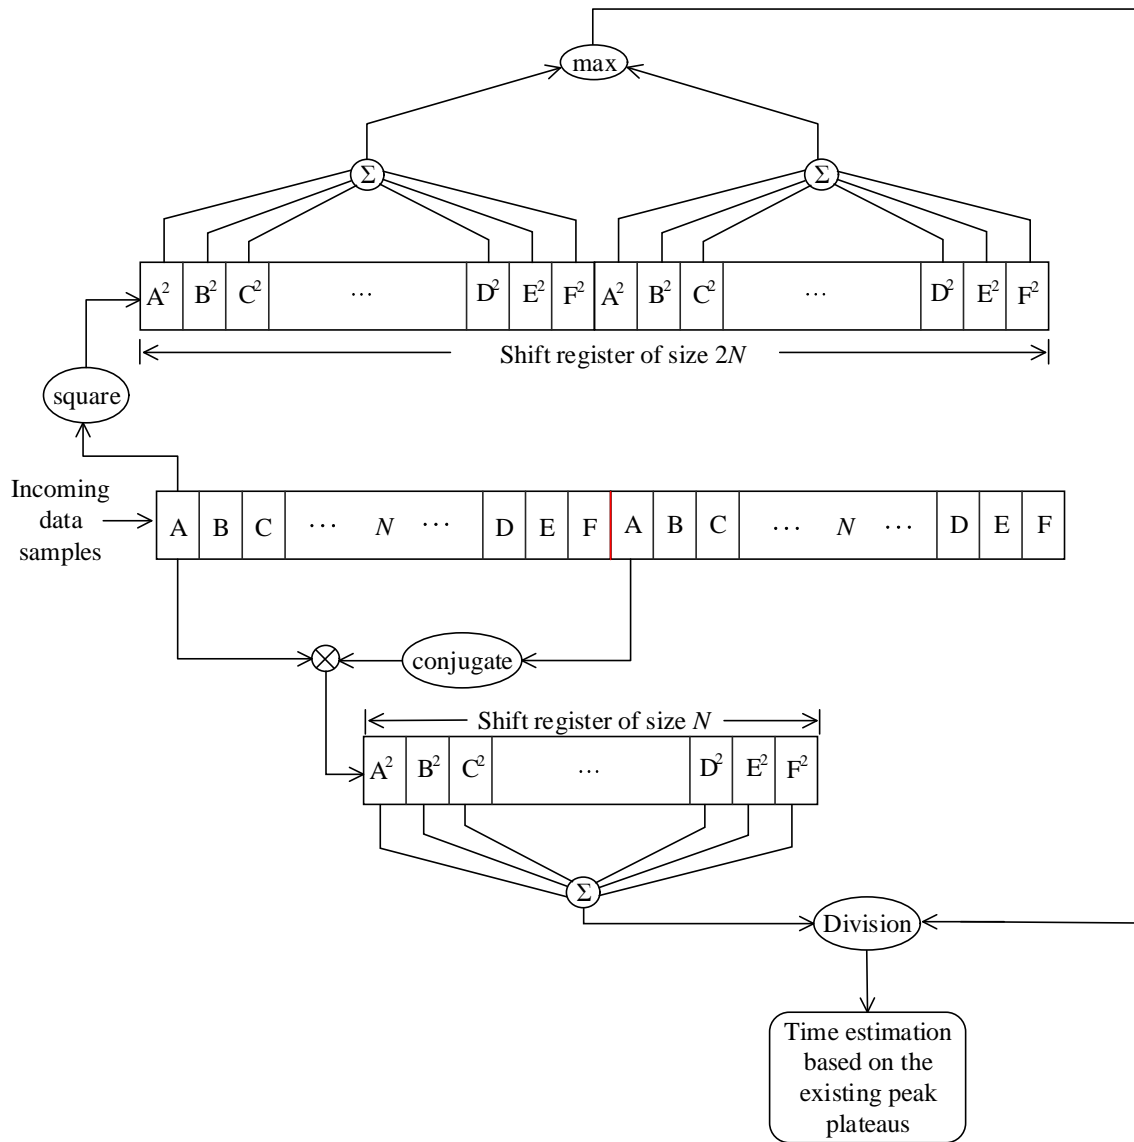 max
Σ Σ
A² B² C² ··· D² E² F² A² B² C² ··· D² E² F²
Shift register of size 2N
square
Incoming
data
samples
A B C ··· N ··· D E F A B C ··· N ··· D E F
conjugate
Shift register of size N
A² B² C² ··· D² E² F²
Σ
Division
Time estimation
based on the
existing peak
plateaus